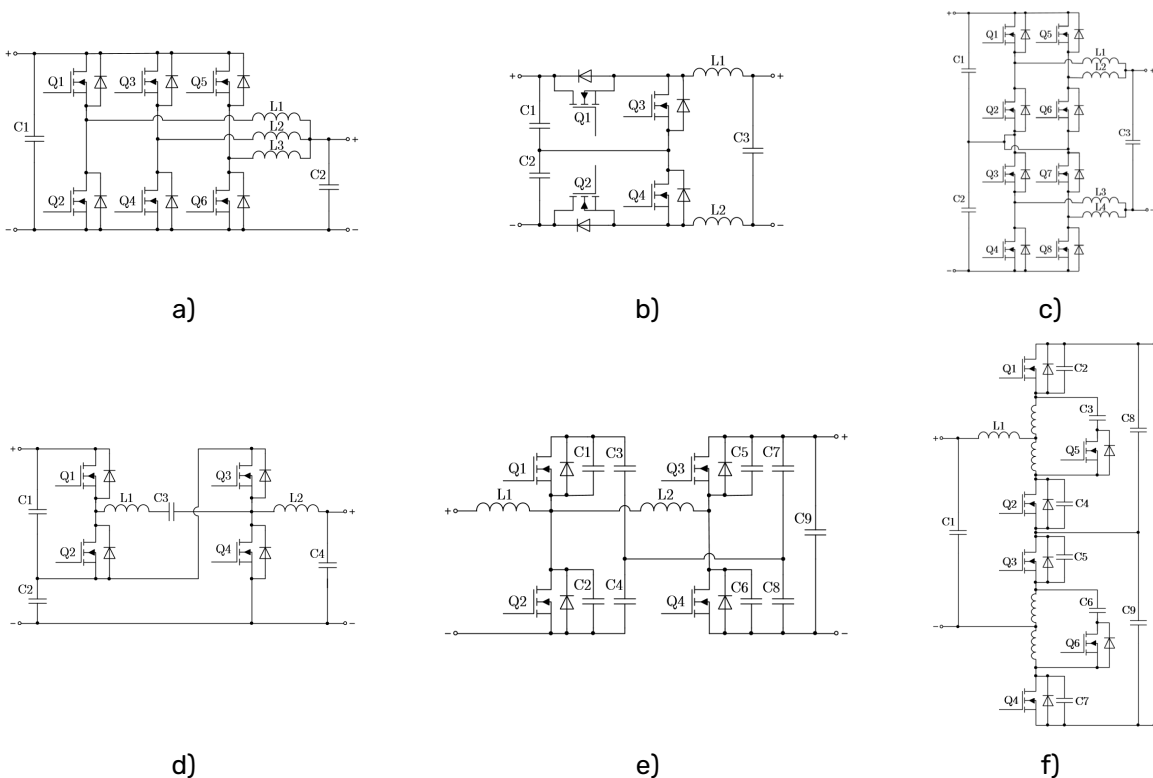 +
Q1
Q3
Q5
C1
L1
L2
L3
+
C2
Q2
Q4
Q6
−
−
a)
+
L1
+
C1
Q1
Q3
C2
C3
Q2
Q4
−
L2
−
b)
+
Q1
Q5
C1
L1
L2
+
Q2
Q6
C3
Q3
Q7
C2
L3
L4
−
Q4
Q8
−
c)
+
Q1
Q3
C1
L1
C3
L2
+
Q2
Q4
C4
C2
−
−
d)
+
Q1
C1
C3
Q3
C5
C7
L1
L2
+
C9
Q2
C2
C4
Q4
C6
C8
−
−
e)
Q1
C2
C3
C8
L1
+
Q5
Q2
C4
C1
Q3
C5
C6
C9
−
Q6
Q4
C7
f)